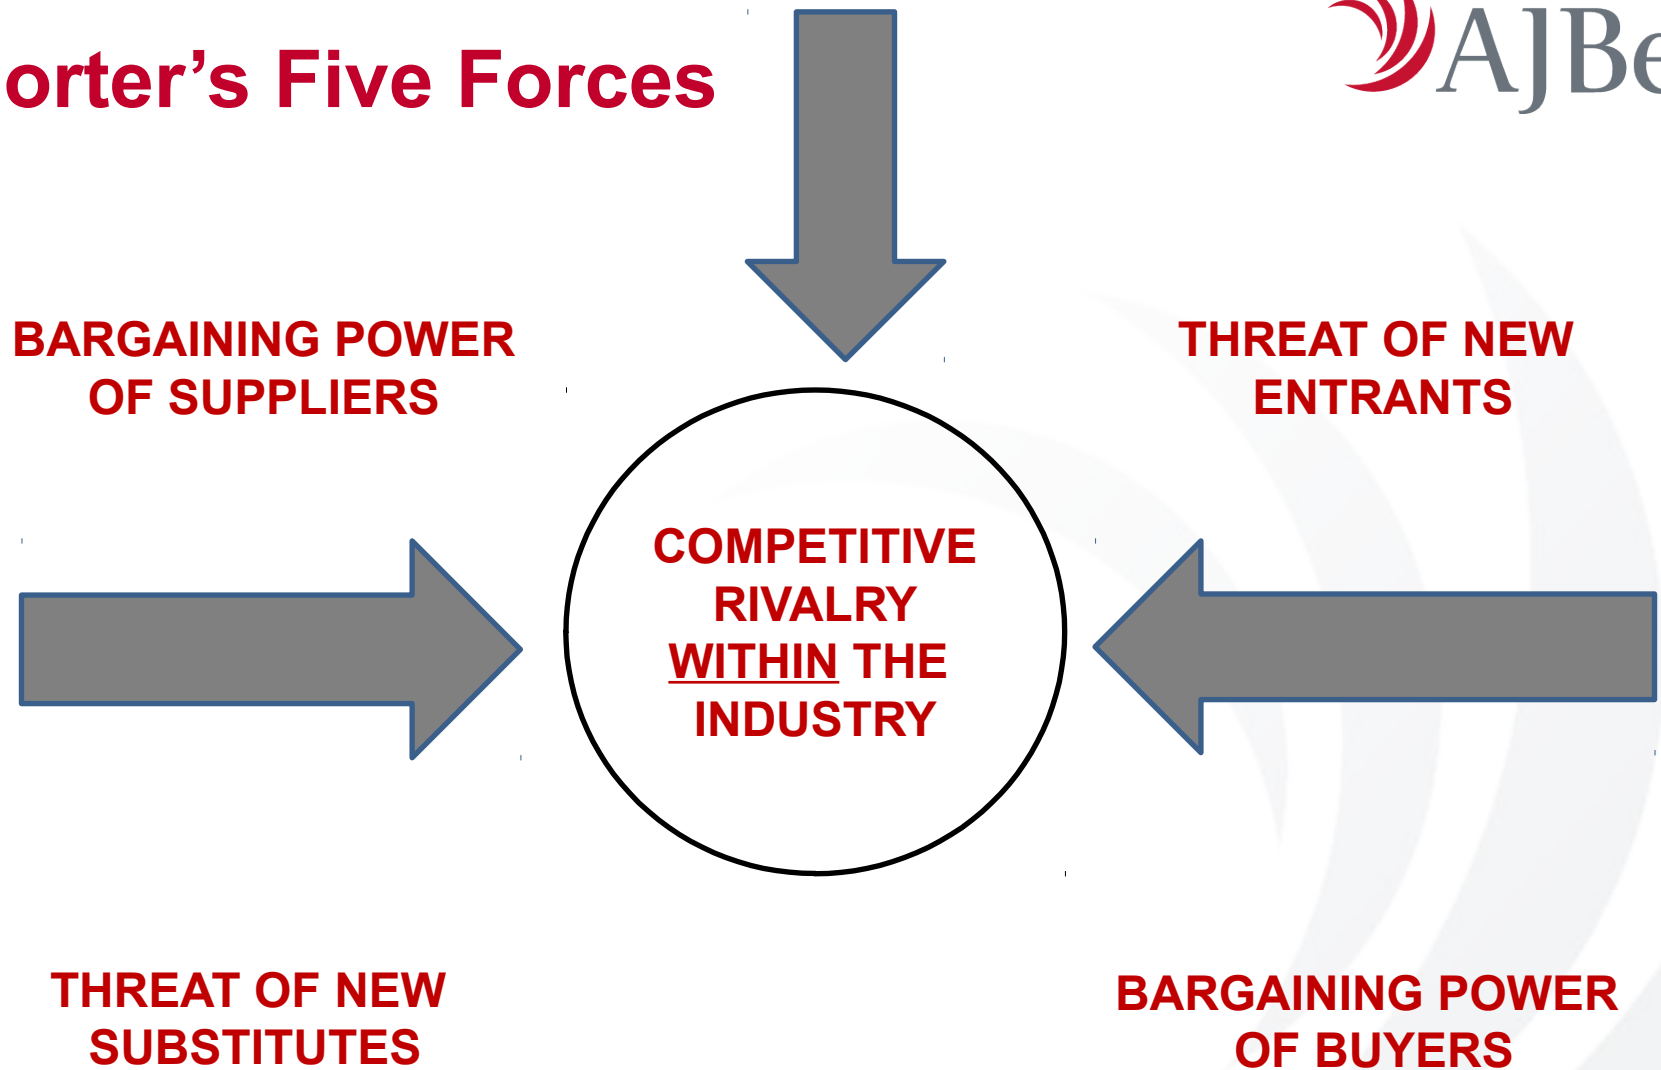 orter’s Five Forces
AJBe
BARGAINING POWER
OF SUPPLIERS
THREAT OF NEW
ENTRANTS
COMPETITIVE
RIVALRY
WITHIN THE
INDUSTRY
THREAT OF NEW
SUBSTITUTES
BARGAINING POWER
OF BUYERS